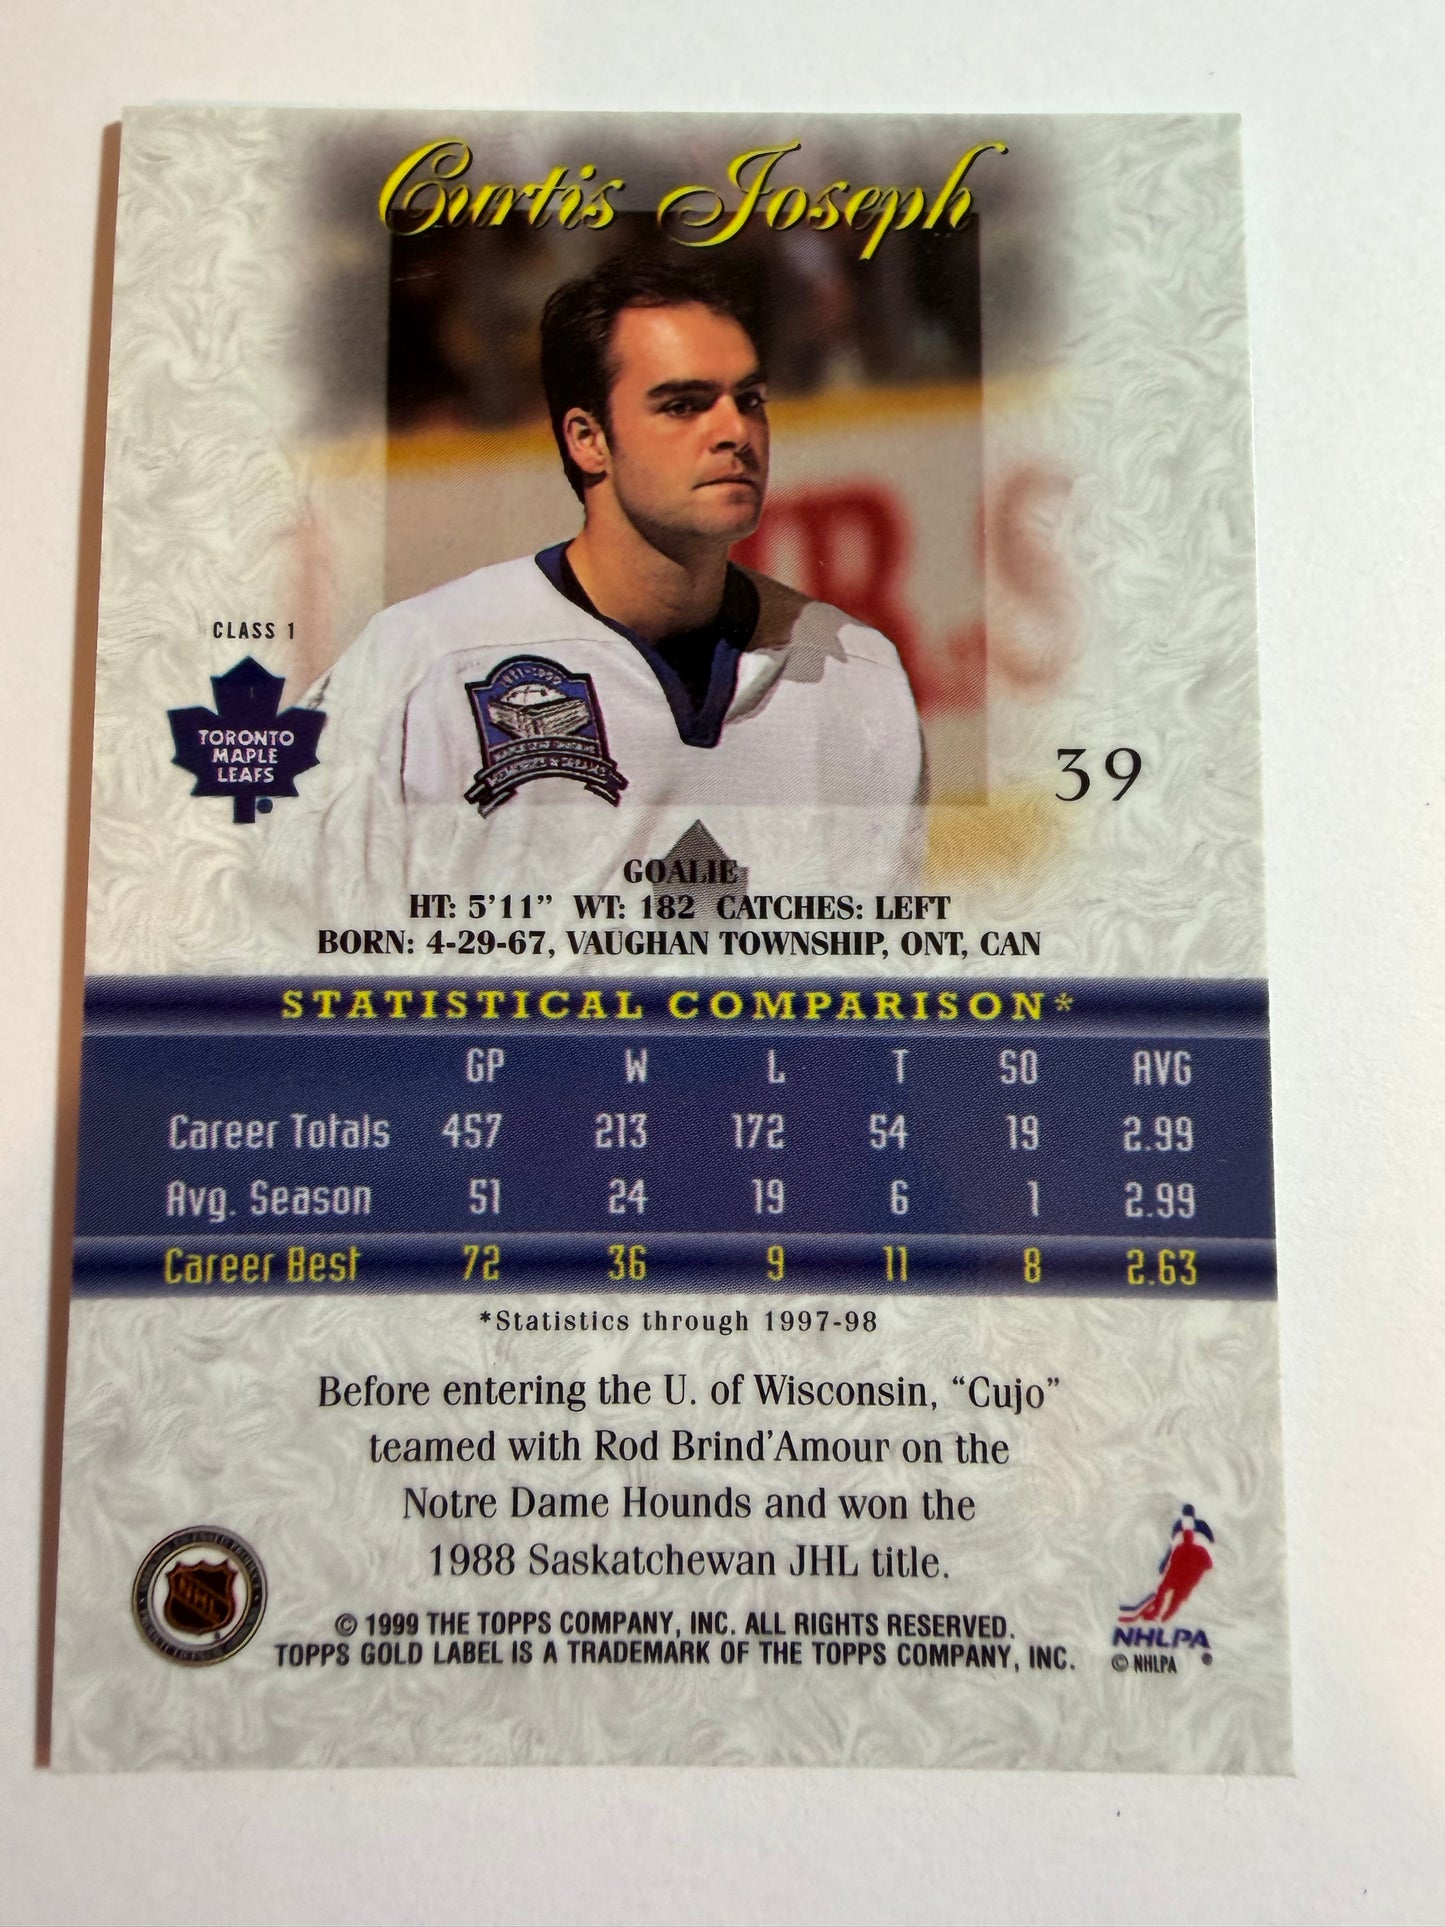 Curtis Joseph
CLASS 1
TORONTO
MAPLE
LEAFS
39
GOALIE
HT: 5'11” WT: 182 CATCHES: LEFT
BORN: 4-29-67, VAUGHAN TOWNSHIP, ONT, CAN
STATISTICAL COMPARISON*
GP W L T SO AVG
Career Totals 457 213 172 54 19 2.99
Avg. Season 51 24 19 6 1 2.99
Career Best 72 36 9 11 8 2.63
*Statistics through 1997-98
Before entering the U. of Wisconsin, “Cujo”
teamed with Rod Brind'Amour on the
Notre Dame Hounds and won the
1988 Saskatchewan JHL title.
NHL
© 1999 THE TOPPS COMPANY, INC. ALL RIGHTS RESERVED.
TOPPS GOLD LABEL IS A TRADEMARK OF THE TOPPS COMPANY, INC.
NHLPA
© NHLPA